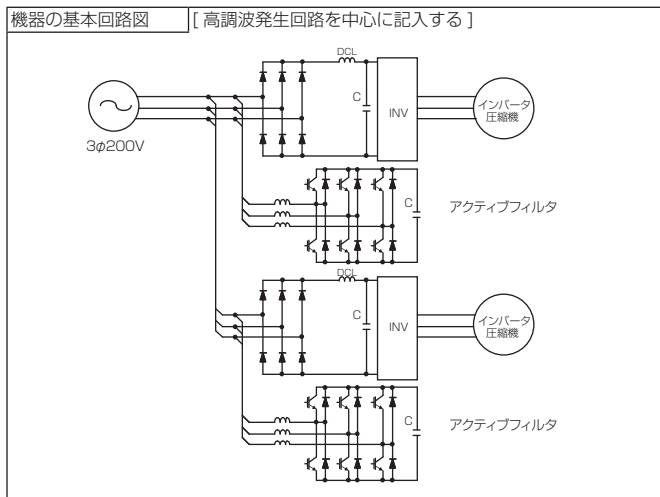 機器の基本回路図
[ 高調波発生回路を中心に記入する ]
DCL
C
INV
インバータ
圧縮機
3φ200V
C
アクティブフィルタ
DCL
C
INV
インバータ
圧縮機
C
アクティブフィルタ